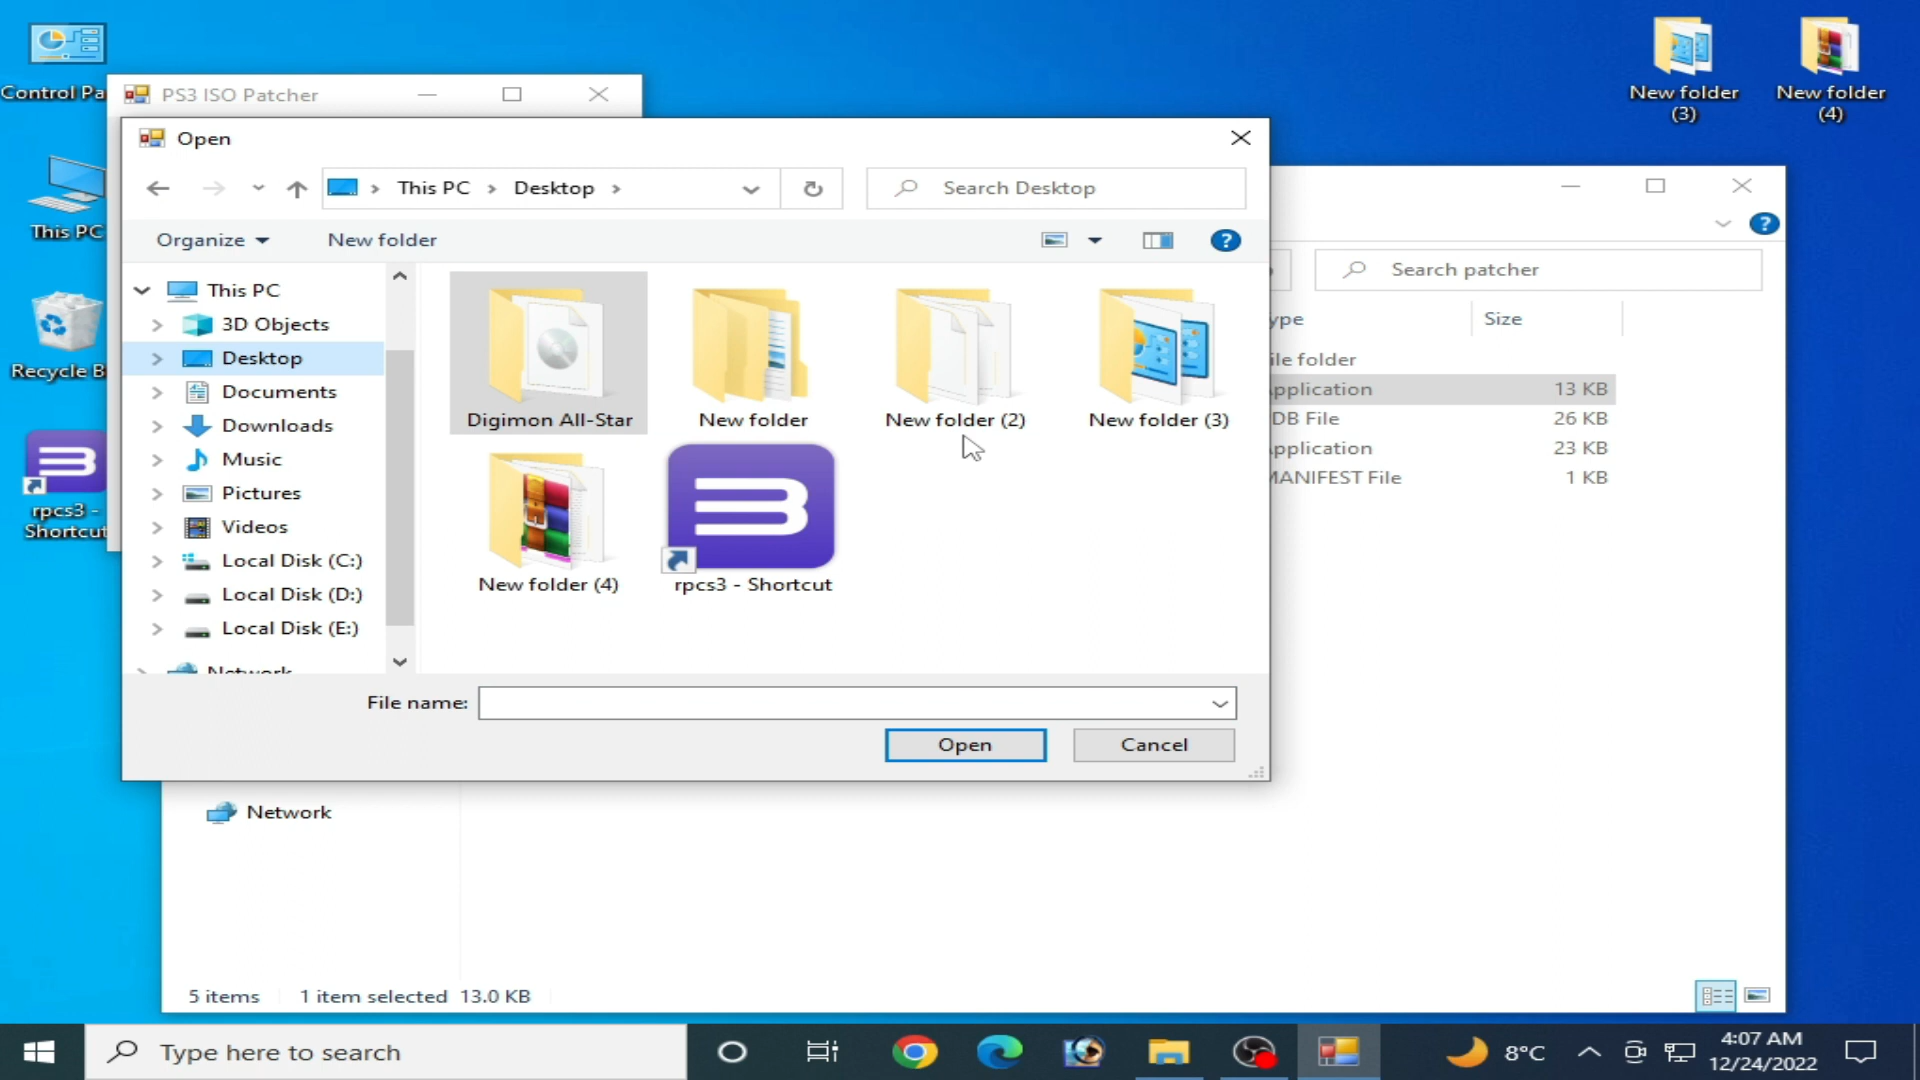 Control Pa
This PC
Recycle B
rpcs3 -
Shortcut
New folder
(3)
New folder
(4)
PS3 ISO Patcher
Open
This PC
Desktop
Search Desktop
Organize
New folder
This PC
3D Objects
Desktop
Documents
Downloads
Music
Pictures
Videos
Local Disk (C:)
Local Disk (D:)
Local Disk (E:)
Network
Digimon All-Star
New folder
New folder (2)
New folder (3)
New folder (4)
rpcs3 - Shortcut
File name:
Open
Cancel
Search patcher
ype
Size
ile folder
pplication
13 KB
DB File
26 KB
pplication
23 KB
MANIFEST File
1 KB
Network
5 items
1 item selected 13.0 KB
Type here to search
8°C
4:07 AM
12/24/2022